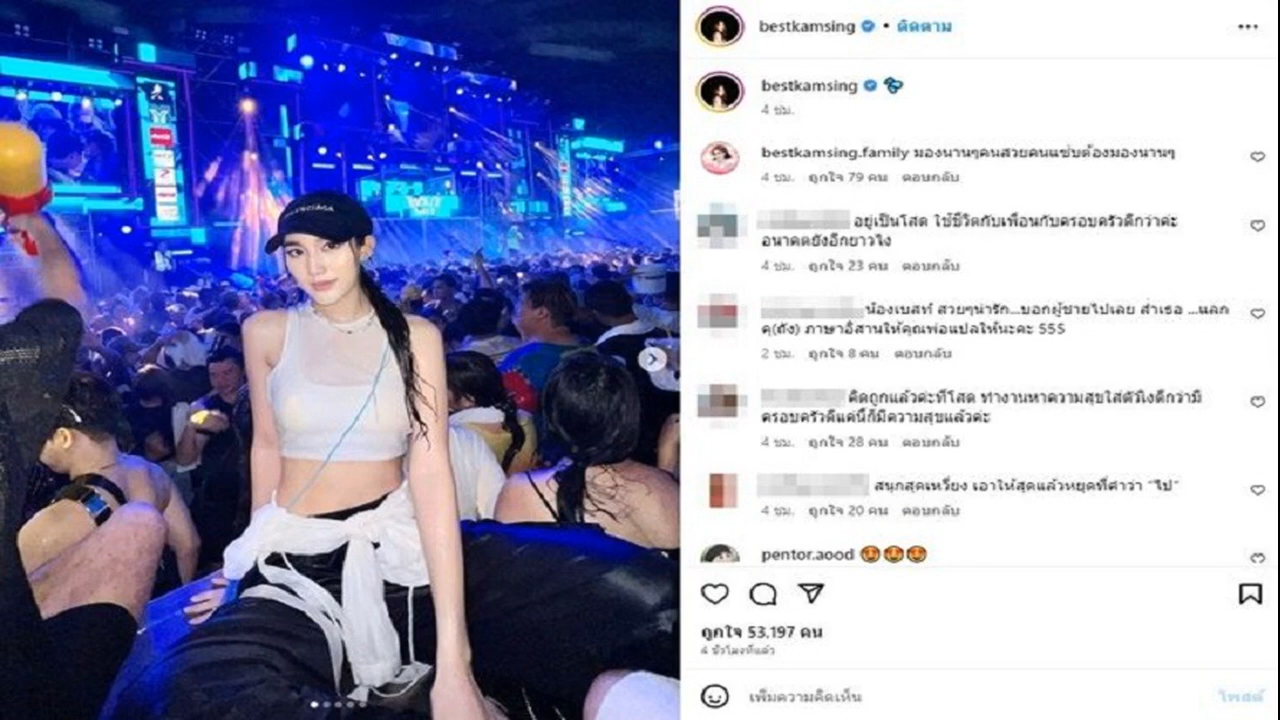 BALENCIAGA
bestkamsing • ติดตาม
bestkamsing
4 ชม.
bestkamsing.family มองนานๆคนสวยคนแซ่บต้องมองนานๆ
4 ชม. ถูกใจ 79 คน ตอบกลับ
อยู่เป็นโสด ใช้ชีวิตกับเพื่อนกับครอบครัวดีกว่าค่ะ
อนาคตยังอีกยาวไง
4 ชม. ถูกใจ 23 คน ตอบกลับ
น้องเบสท์ สวยๆน่ารัก...บอกผู้ชายไปเลย สำเธอ ...แลก
คุ(ถัง) ภาษาอีสานให้คุณพ่อแปลให้นะคะ 555
2 ชม. ถูกใจ 8 คน ตอบกลับ
คิดถูกแล้วค่ะที่โสด ทำงานหาความสุขใส่ตัวเองดีกว่ามี
ครอบครัวดีแค่นี้ก็มีความสุขแล้วค่ะ
4 ชม. ถูกใจ 28 คน ตอบกลับ
สนุกสุดเหวี่ยง เอาให้สุดแล้วหยุดที่คำว่า “ไป”
4 ชม. ถูกใจ 20 คน ตอบกลับ
pentor.aood
ถูกใจ 53,197 คน
4 ชั่วโมงที่แล้ว
เพิ่มความคิดเห็น
โพสต์